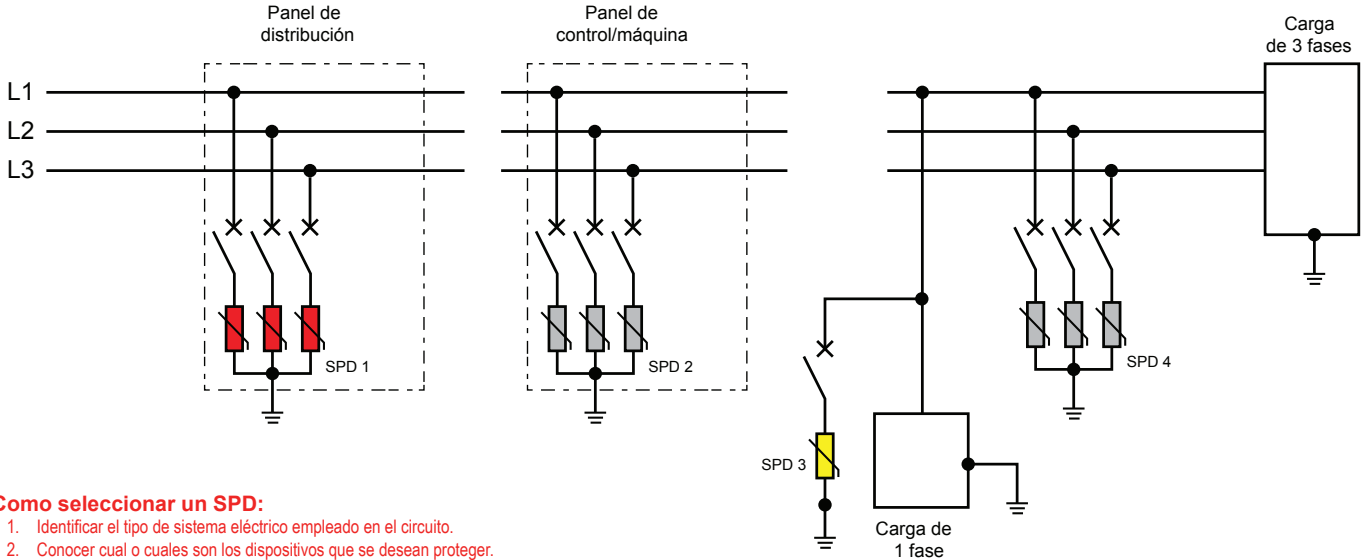 Panel de
distribución
Panel de
control/máquina
Carga
de 3 fases
L1
L2
L3
SPD 1
SPD 2
SPD 4
SPD 3
Carga de
1 fase
Como seleccionar un SPD:
1. Identificar el tipo de sistema eléctrico empleado en el circuito.
2. Conocer cual o cuales son los dispositivos que se desean proteger.